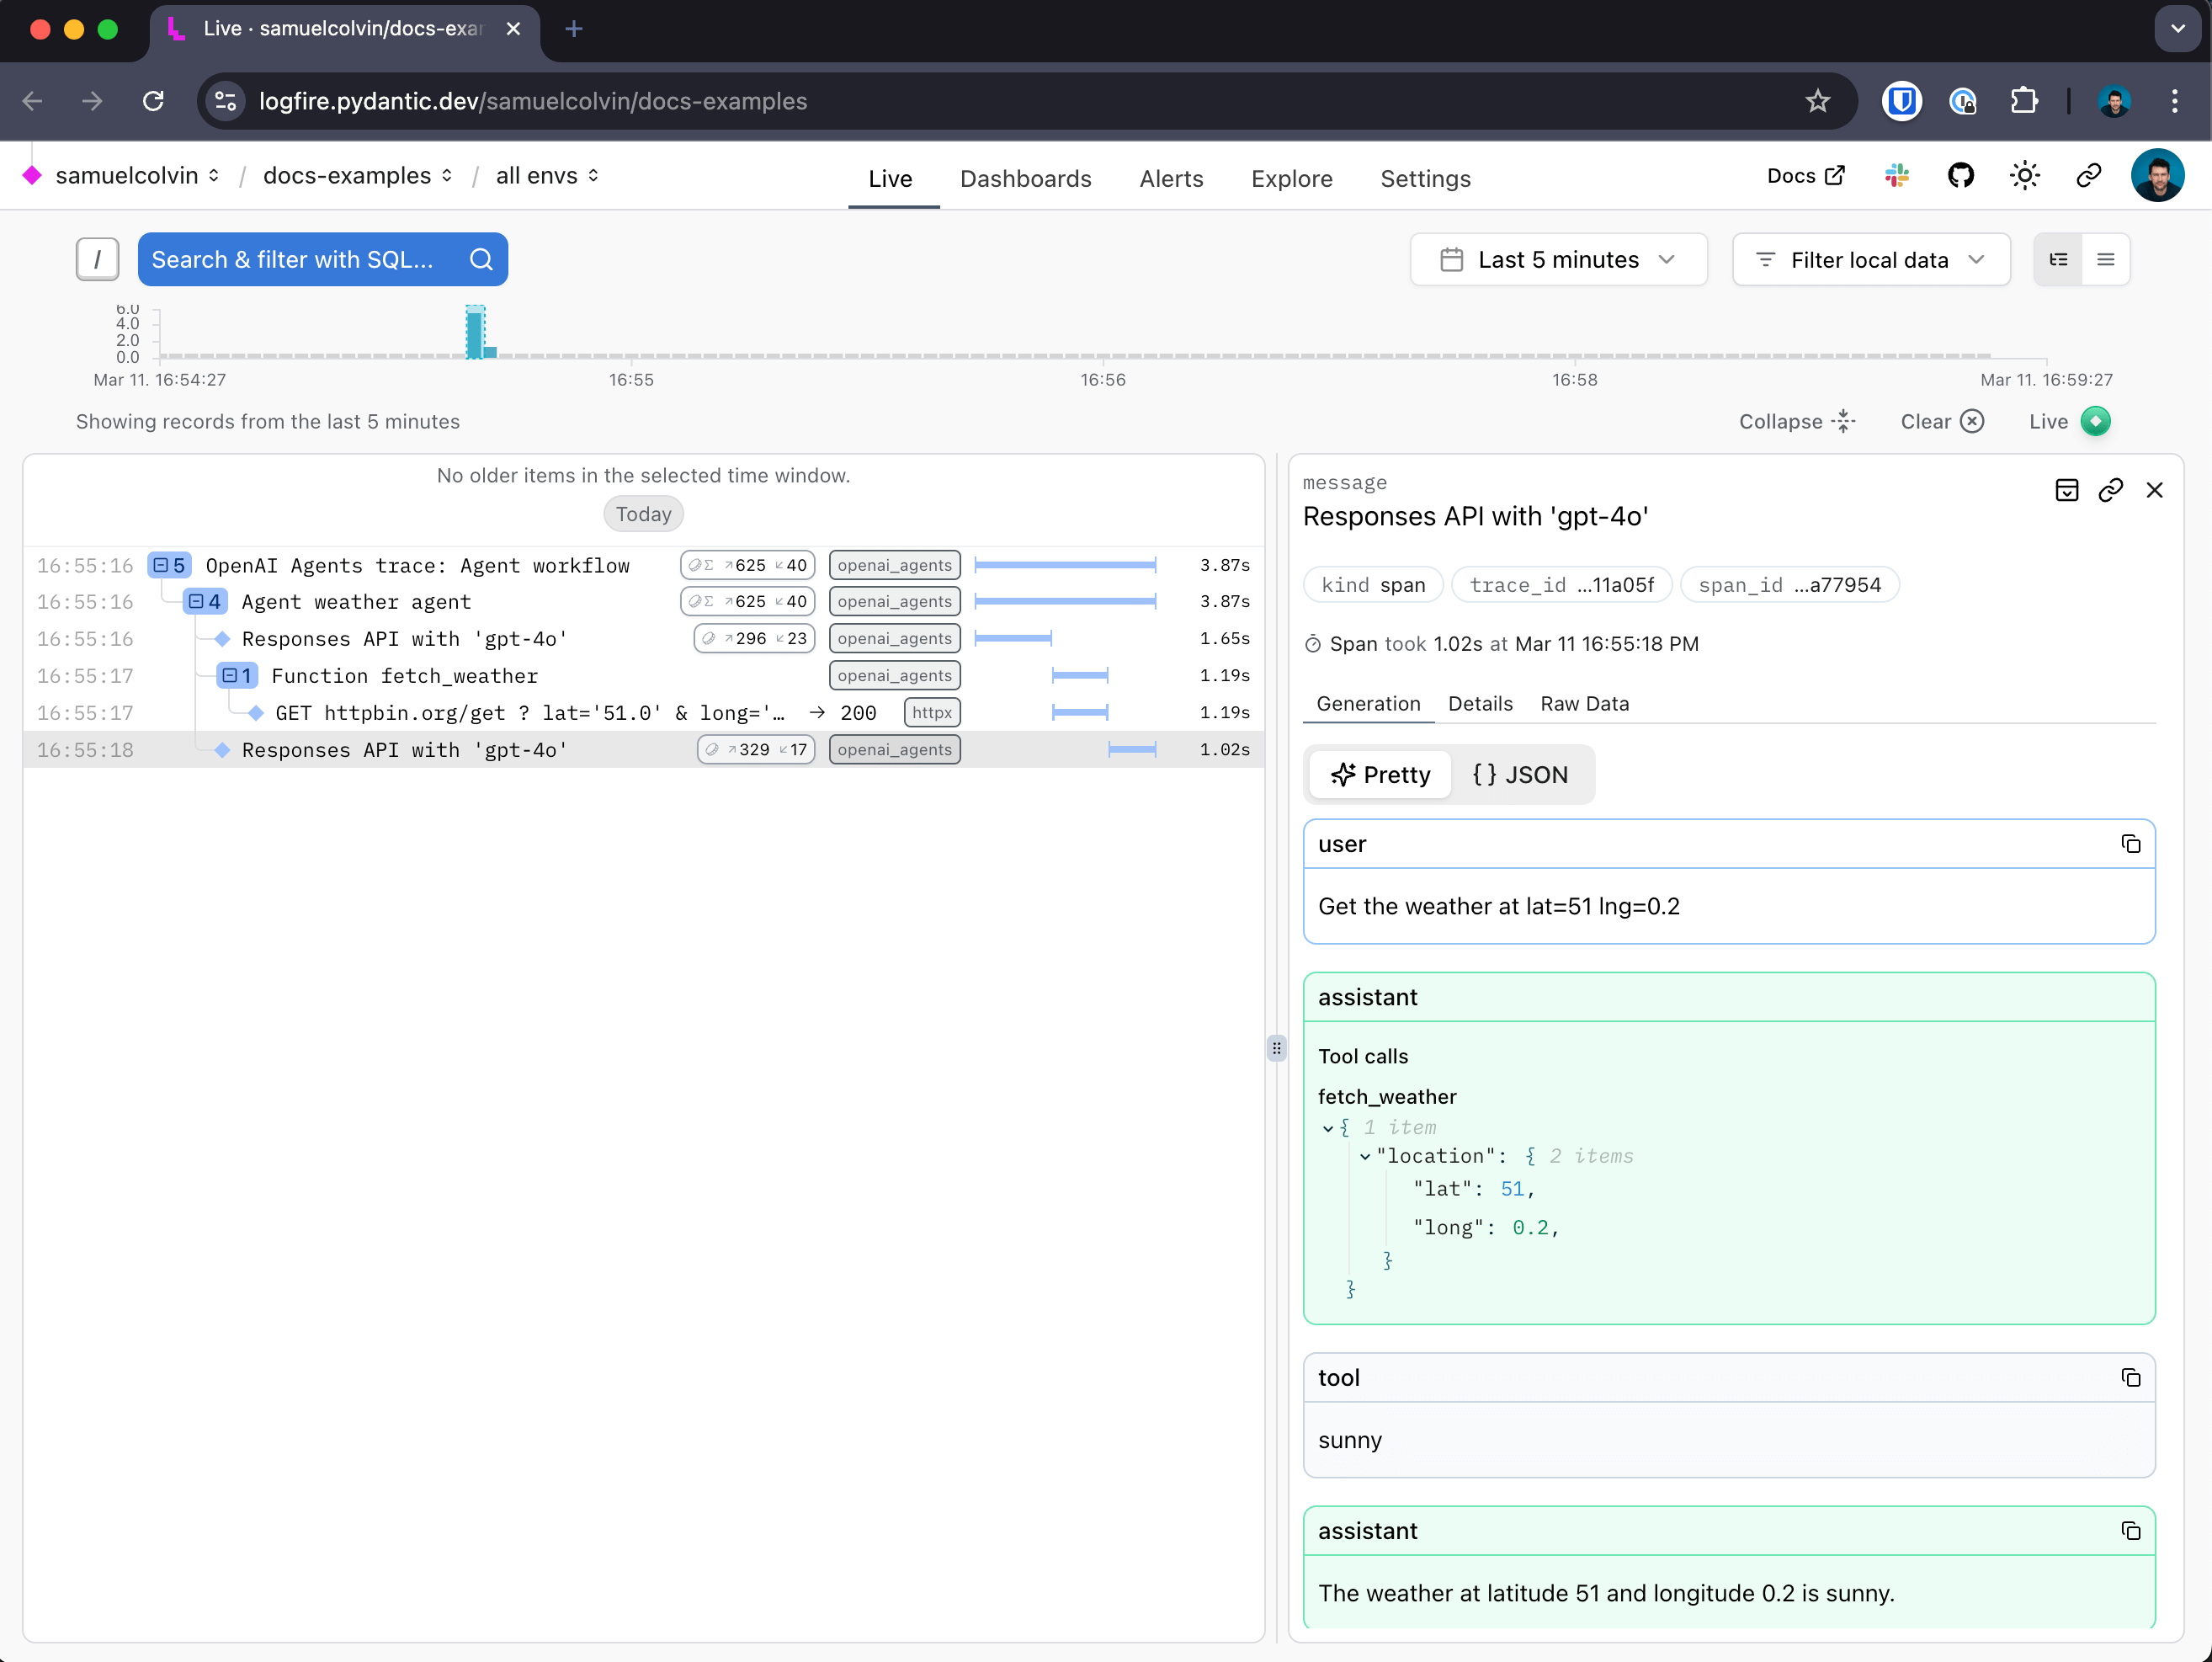 Live · samuelcolvin/docs-exar
logfire.pydantic.dev/samuelcolvin/docs-examples
samuelcolvin / docs-examples / all envs
Live Dashboards Alerts Explore Settings
Docs
/ Search & filter with SQL...
Last 5 minutes
Filter local data
6.0
4.0
2.0
0.0
Mar 11. 16:54:27 16:55 16:56 16:58 Mar 11. 16:59:27
Showing records from the last 5 minutes
Collapse Clear Live
No older items in the selected time window.
Today
16:55:16 5 OpenAI Agents trace: Agent workflow Σ ↗625 ↙40 openai_agents 3.87s
16:55:16 4 Agent weather agent Σ ↗625 ↙40 openai_agents 3.87s
16:55:16 Responses API with 'gpt-4o' ↗296 ↙23 openai_agents 1.65s
16:55:17 1 Function fetch_weather openai_agents 1.19s
16:55:17 GET httpbin.org/get ? lat='51.0' & long='… → 200 httpx 1.19s
16:55:18 Responses API with 'gpt-4o' ↗329 ↙17 openai_agents 1.02s
message
Responses API with 'gpt-4o'
kind span trace_id …11a05f span_id …a77954
Span took 1.02s at Mar 11 16:55:18 PM
Generation Details Raw Data
Pretty {} JSON
user
Get the weather at lat=51 lng=0.2
assistant
Tool calls
fetch_weather
{ 1 item
"location": { 2 items
"lat": 51,
"long": 0.2,
}
}
tool
sunny
assistant
The weather at latitude 51 and longitude 0.2 is sunny.